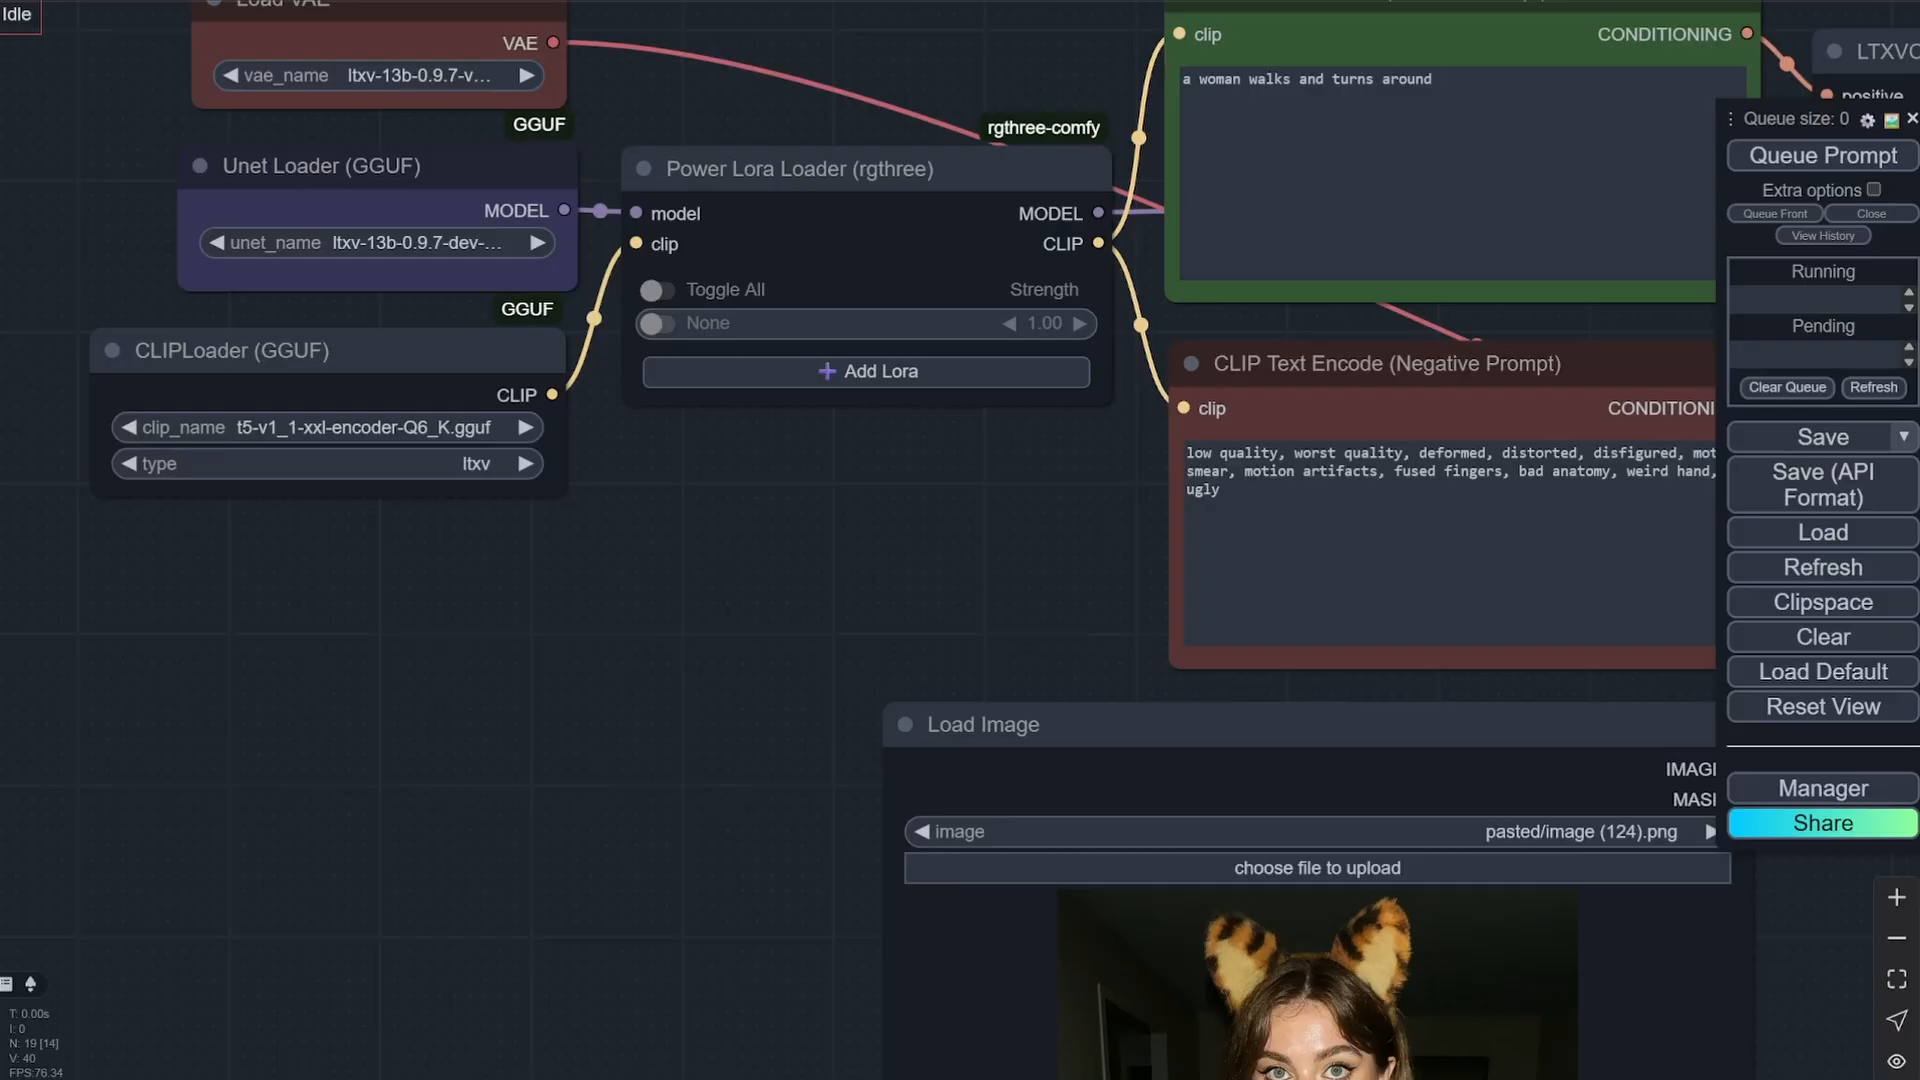 Idle
Load VAE
VAE
vae_name ltxv-13b-0.9.7-v...
GGUF
Unet Loader (GGUF)
MODEL
unet_name ltxv-13b-0.9.7-dev-...
GGUF
CLIPLoader (GGUF)
CLIP
clip_name t5-v1_1-xxl-encoder-Q6_K.gguf
type ltxv
rgthree-comfy
Power Lora Loader (rgthree)
model MODEL
clip CLIP
Toggle All Strength
None 1.00
Add Lora
clip CONDITIONING
a woman walks and turns around
CLIP Text Encode (Negative Prompt)
clip CONDITIONI
low quality, worst quality, deformed, distorted, disfigured, mot
smear, motion artifacts, fused fingers, bad anatomy, weird hand,
ugly
Load Image
IMAGE
MASK
image pasted/image (124).png
choose file to upload
LTXVC
positive
Queue size: 0
Queue Prompt
Extra options
Queue Front Close
View History
Running
Pending
Clear Queue Refresh
Save
Save (API
Format)
Load
Refresh
Clipspace
Clear
Load Default
Reset View
Manager
Share
T: 0.00s
I: 0
N: 19 [14]
V: 40
FPS:76.34